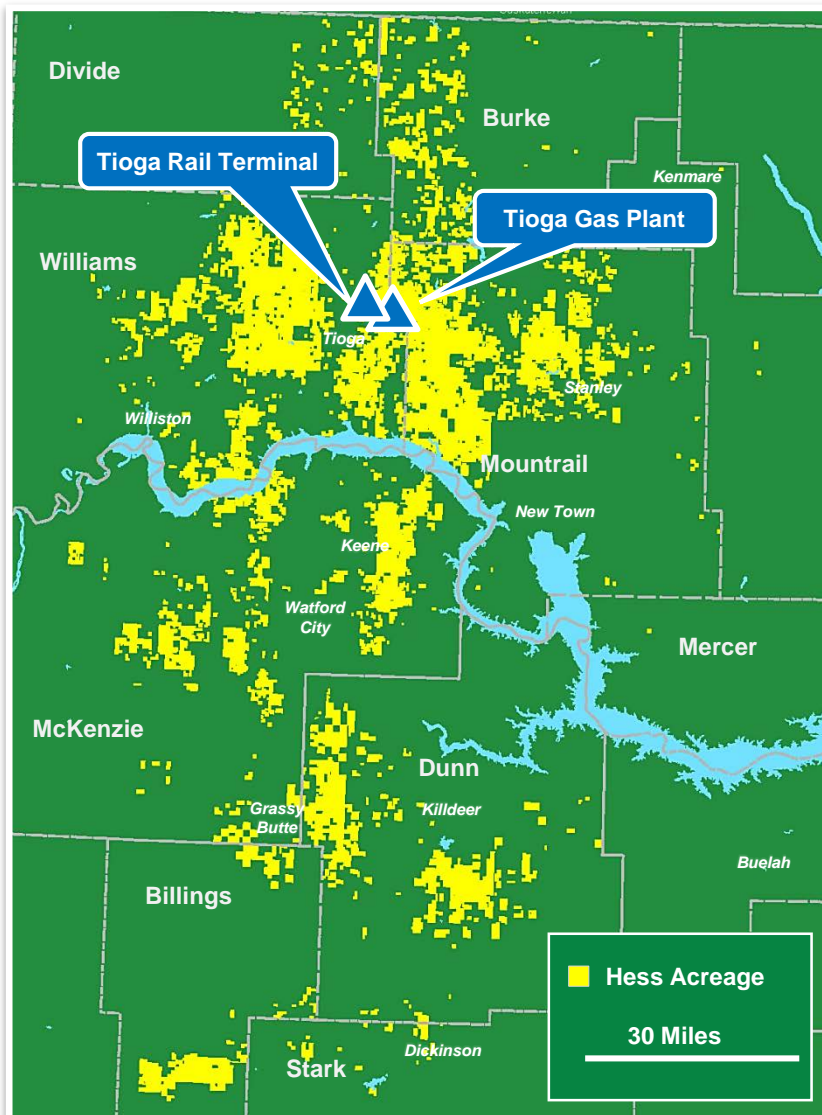 Saskatchewan
Divide
Burke
Tioga Rail Terminal
Kenmare
Tioga Gas Plant
Williams
Tioga
Stanley
Williston
Mountrail
New Town
Keene
Watford
City
Mercer
McKenzie
Dunn
Grassy
Butte
Killdeer
Buelah
Billings
Hess Acreage
30 Miles
Dickinson
Stark